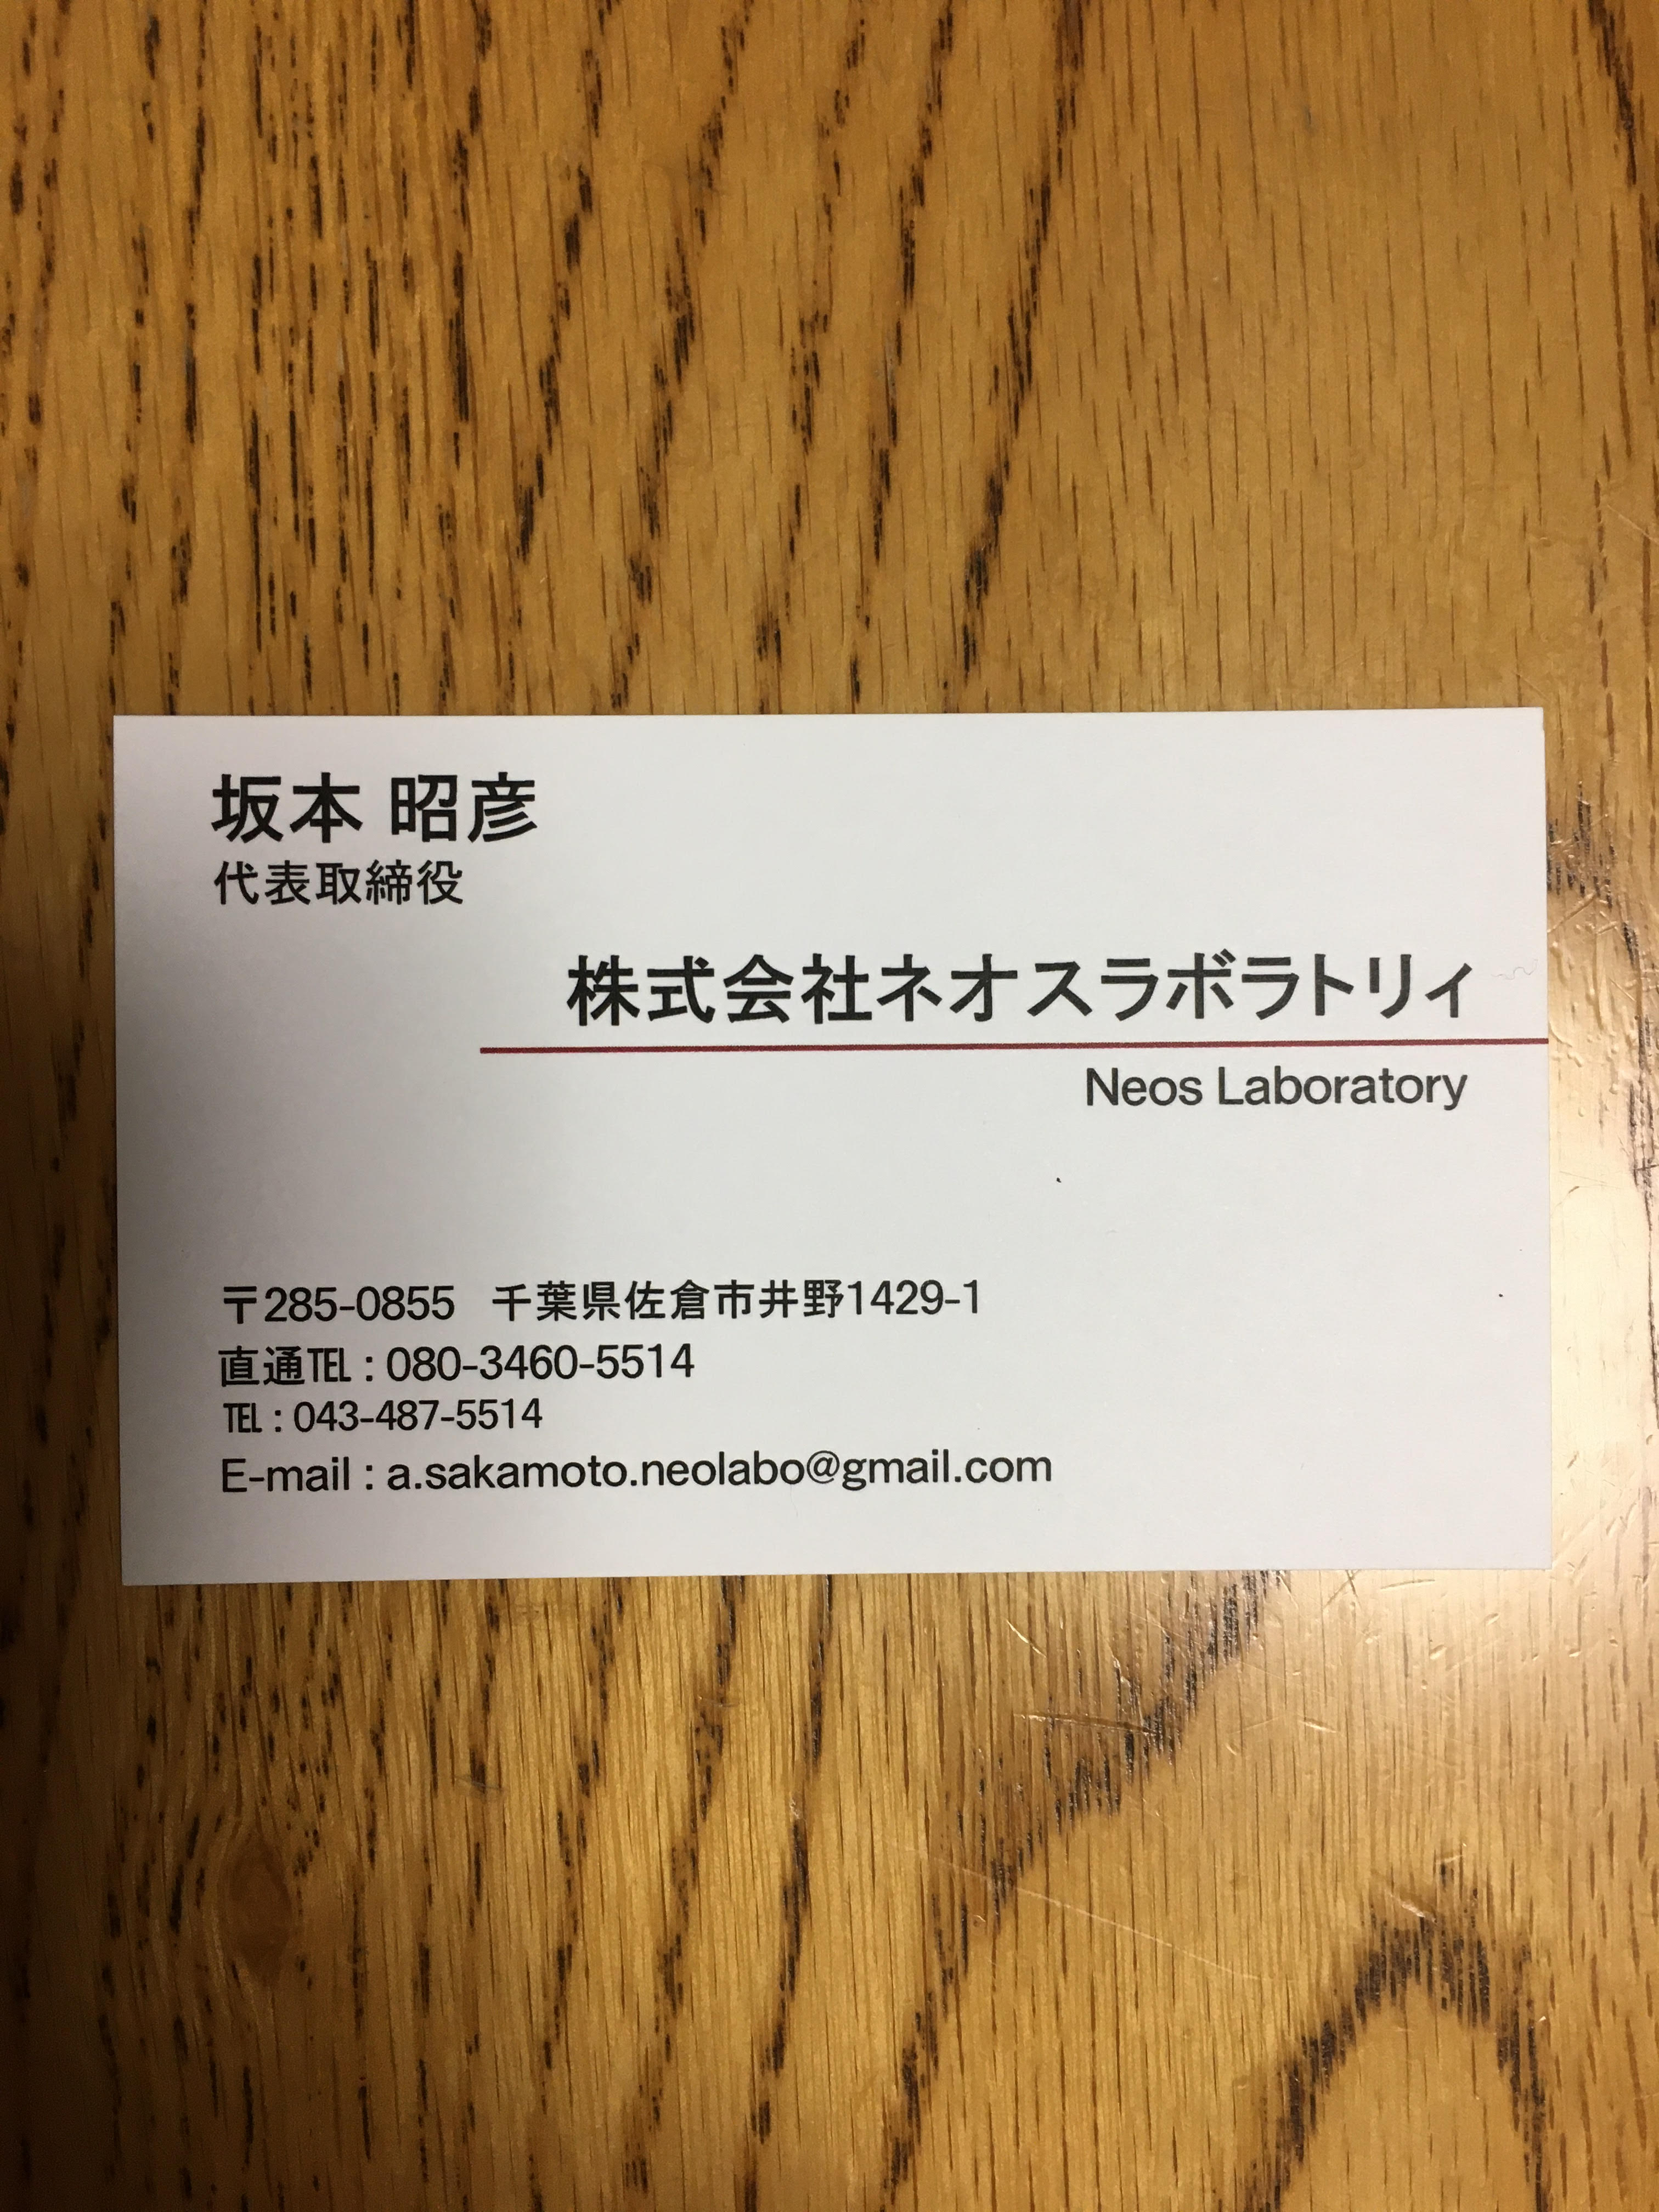 坂本 昭彦
代表取締役
株式会社ネオスラボラトリィ
Neos Laboratory
〒285-0855 千葉県佐倉市井野1429-1
直通℡ : 080-3460-5514
℡ : 043-487-5514
E-mail : a.sakamoto.neolabo@gmail.com